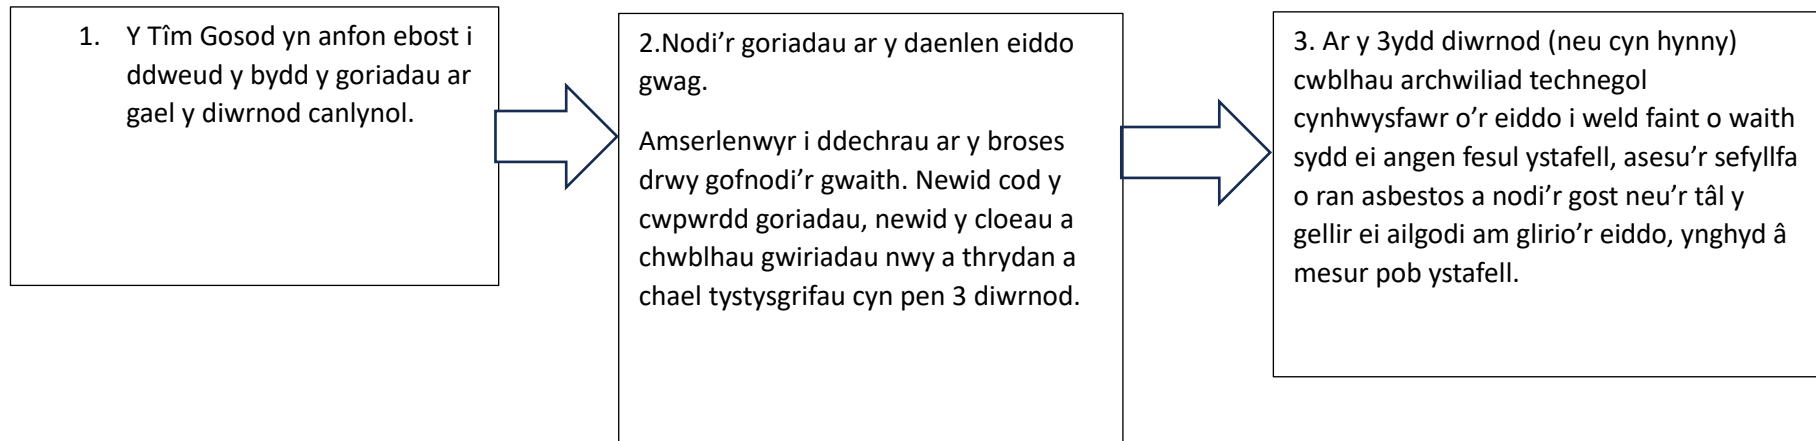 1. Y Tîm Gosod yn anfon ebost i
ddweud y bydd y goriadau ar
gael y diwrnod canlynol.
2.Nodi’r goriadau ar y daenlen eiddo
gwag.
Amserlenwyr i ddechrau ar y broses
drwy gofnodi’r gwaith. Newid cod y
cwpwrdd goriadau, newid y cloeau a
chwblhau gwiriadau nwy a thrydan a
chael tystysgrifau cyn pen 3 diwrnod.
3. Ar y 3ydd diwrnod (neu cyn hynny)
cwblhau archwiliad technegol
cynhwysfawr o’r eiddo i weld faint o waith
sydd ei angen fesul ystafell, asesu’r sefyllfa
o ran asbestos a nodi’r gost neu’r tâl y
gellir ei ailgodi am glirio’r eiddo, ynghyd â
mesur pob ystafell.